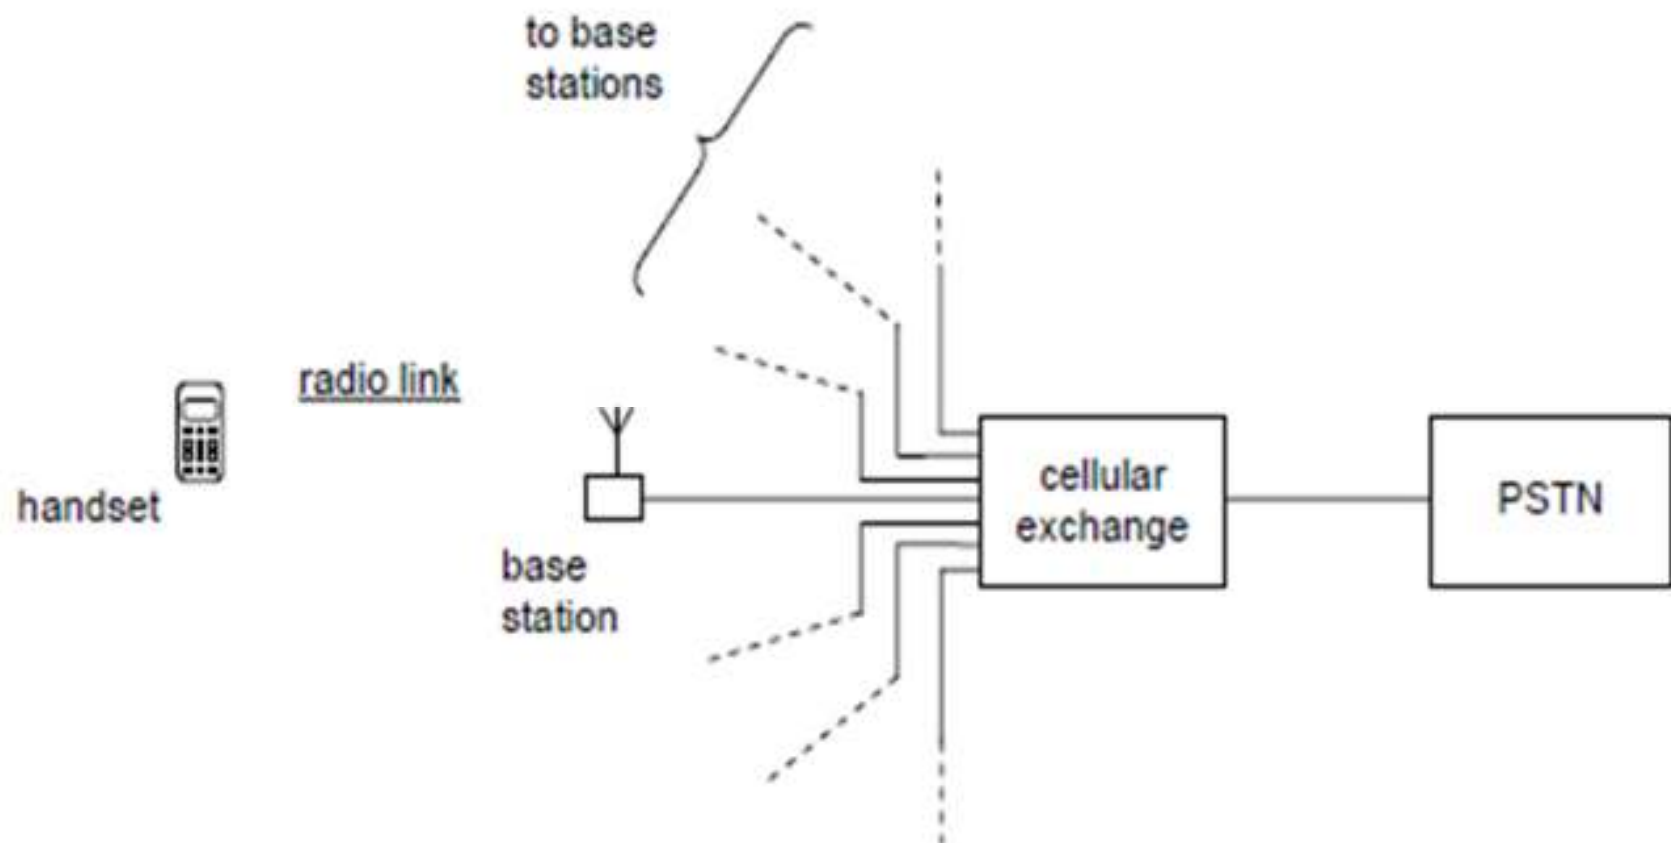 to base
stations
radio link
handset
base
station
cellular
exchange
PSTN